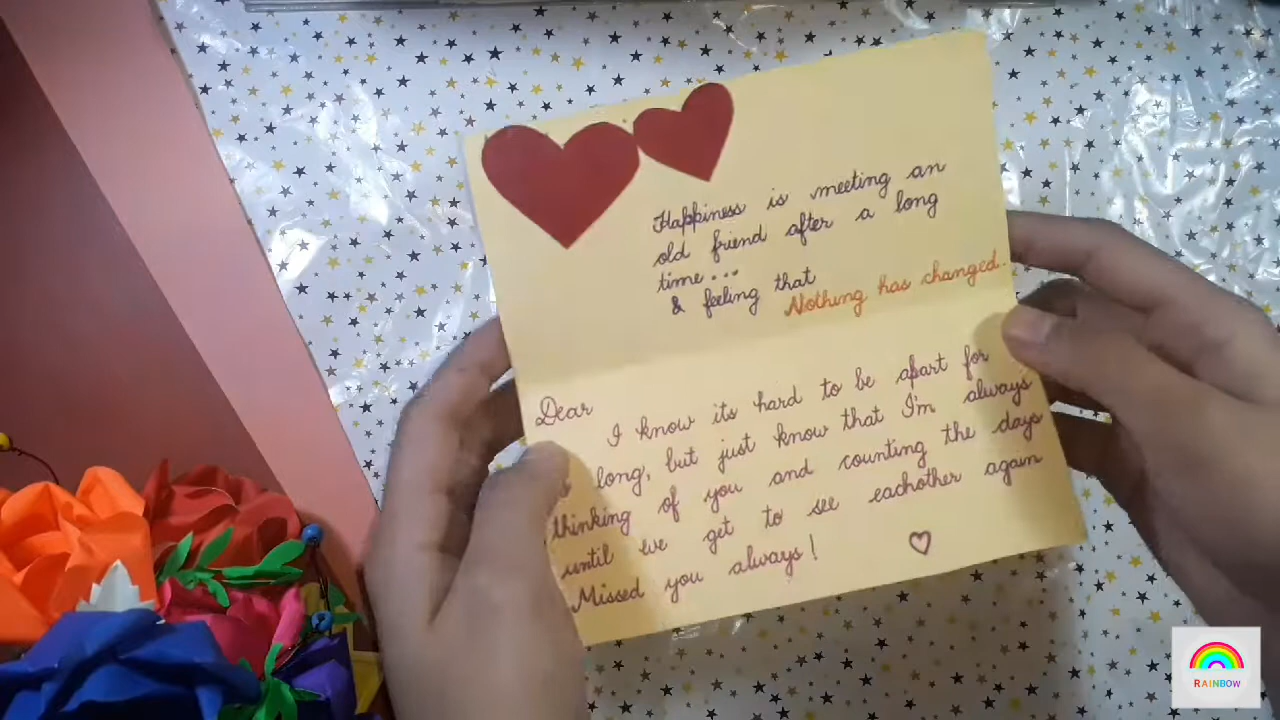 Happiness is meeting an
old friend after a long
time...
& feeling that
Nothing has changed..
Dear
I know its hard to be apart for
long, but just know that I'm always
thinking of you and counting the days
until we get to see eachother again
Missed you always!
RAINBOW